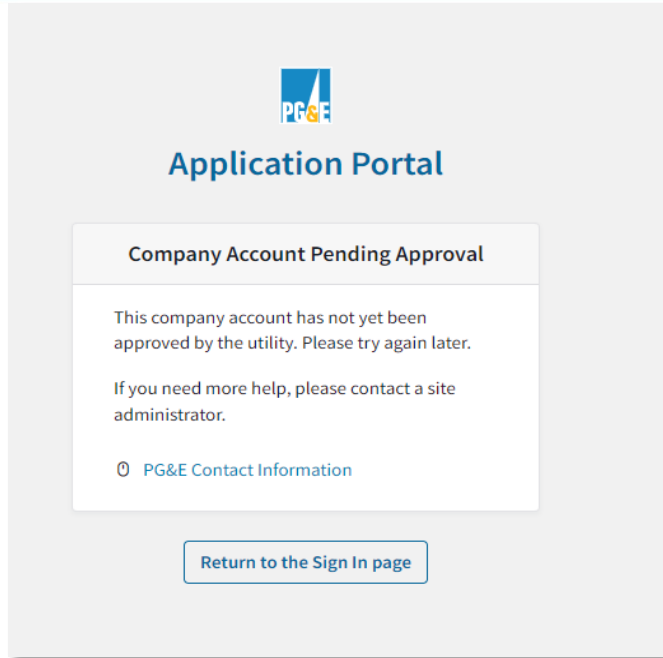 PG&E
Application Portal
Company Account Pending Approval
This company account has not yet been
approved by the utility. Please try again later.
If you need more help, please contact a site
administrator.
PG&E Contact Information
Return to the Sign In page